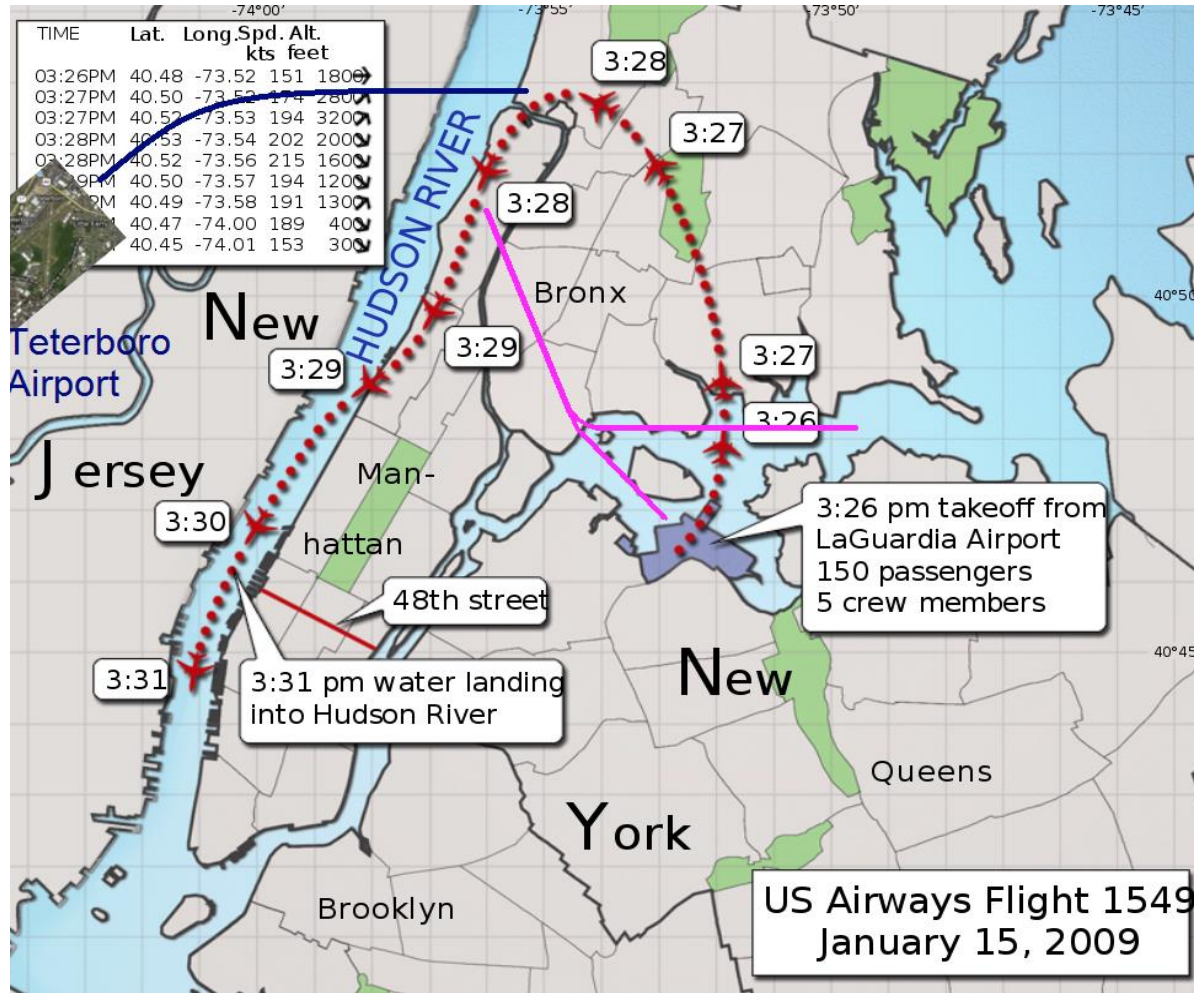 -74°00'
-73°55'
-73°50'
-73°45'
TIME Lat. Long. Spd. Alt.
kts feet
03:26PM 40.48 -73.52 151 1800
03:27PM 40.50 -73.52 174 2800
03:27PM 40.52 -73.53 194 3200
03:28PM 40.53 -73.54 202 2000
03:28PM 40.52 -73.56 215 1600
9PM 40.50 -73.57 194 1200
PM 40.49 -73.58 191 1300
40.47 -74.00 189 400
40.45 -74.01 153 300
3:28
3:27
HUDSON RIVER
3:28
Bronx
40°50'
New
Teterboro
Airport
3:29
3:29
3:27
3:26
Jersey
Man-
hattan
3:30
3:26 pm takeoff from
LaGuardia Airport
150 passengers
5 crew members
48th street
40°45'
3:31
3:31 pm water landing
into Hudson River
New
Queens
York
Brooklyn
US Airways Flight 1549
January 15, 2009